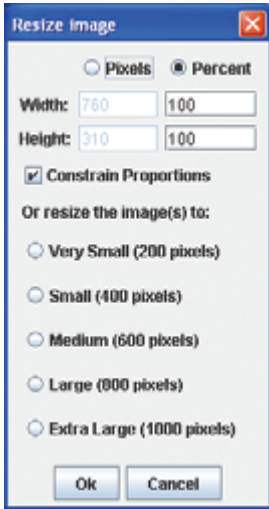 Resize Image
Pixels Percent
Width: 760 100
Height: 310 100
Constrain Proportions
Or resize the image(s) to:
Very Small (200 pixels)
Small (400 pixels)
Medium (600 pixels)
Large (800 pixels)
Extra Large (1000 pixels)
Ok Cancel